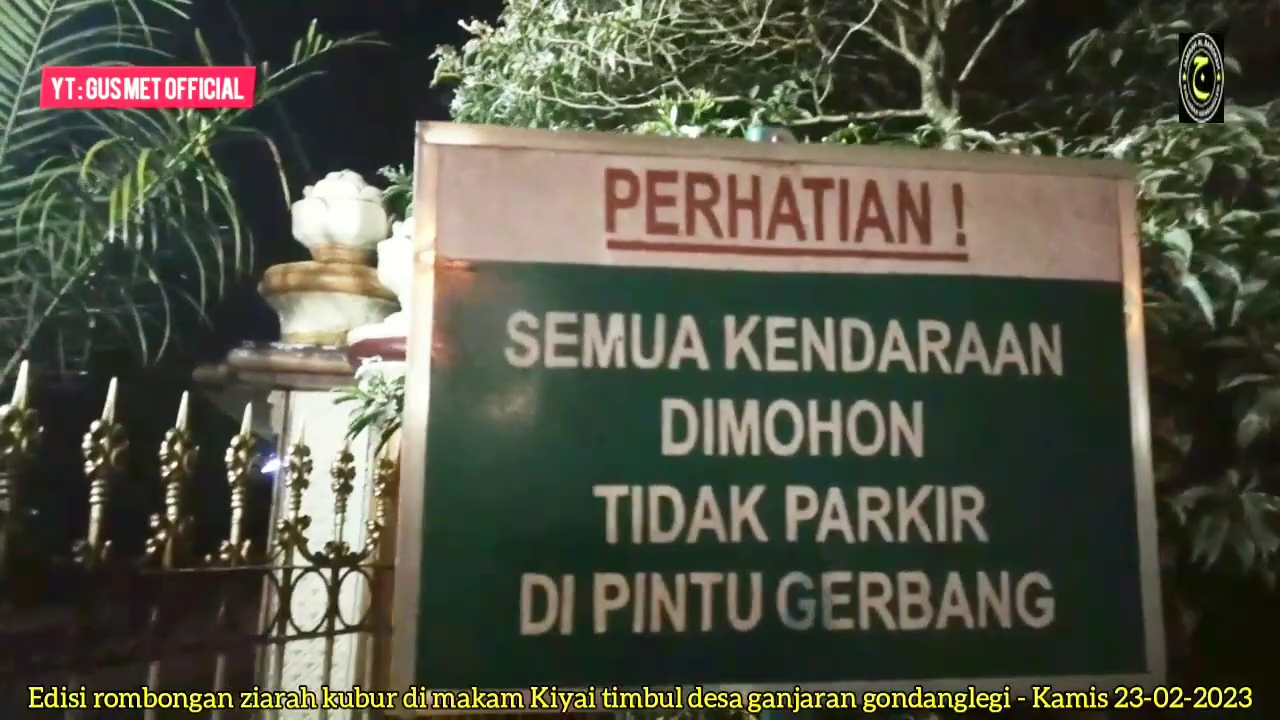 YT : GUS MET OFFICIAL
PERHATIAN !
SEMUA KENDARAAN
DIMOHON
TIDAK PARKIR
DI PINTU GERBANG
Edisi rombongan ziarah kubur di makam Kiyai timbul desa ganjaran gondanglegi - Kamis 23-02-2023